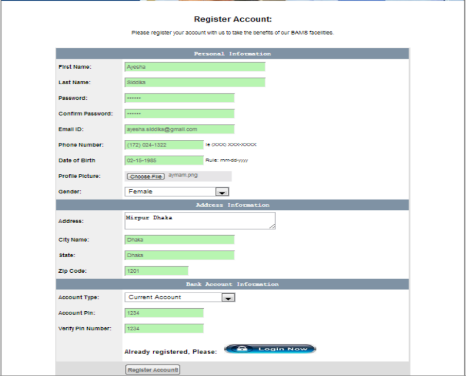 Register Account:
Please register your account with us to take the benefits of our BAMS facilities.
Personal Information
First Name: Ayesha
Last Name: Siddika
Password: ••••••
Confirm Password: ••••••
Email ID: ayesha.siddika@gmail.com
Phone Number: (172) 024-1322 Is (XXX) XXX-XXXX
Date of Birth 02-15-1995 Rule: mm-dd-yyyy
Profile Picture: Choose File aymani.png
Gender: Female
Address Information
Address: Mirpur Dhaka
City Name: Dhaka
State: Dhaka
Zip Code: 1201
Bank Account Information
Account Type: Current Account
Account Pin: 1234
Verify Pin Number: 1234
Already registered, Please: Login Now
Register Account!